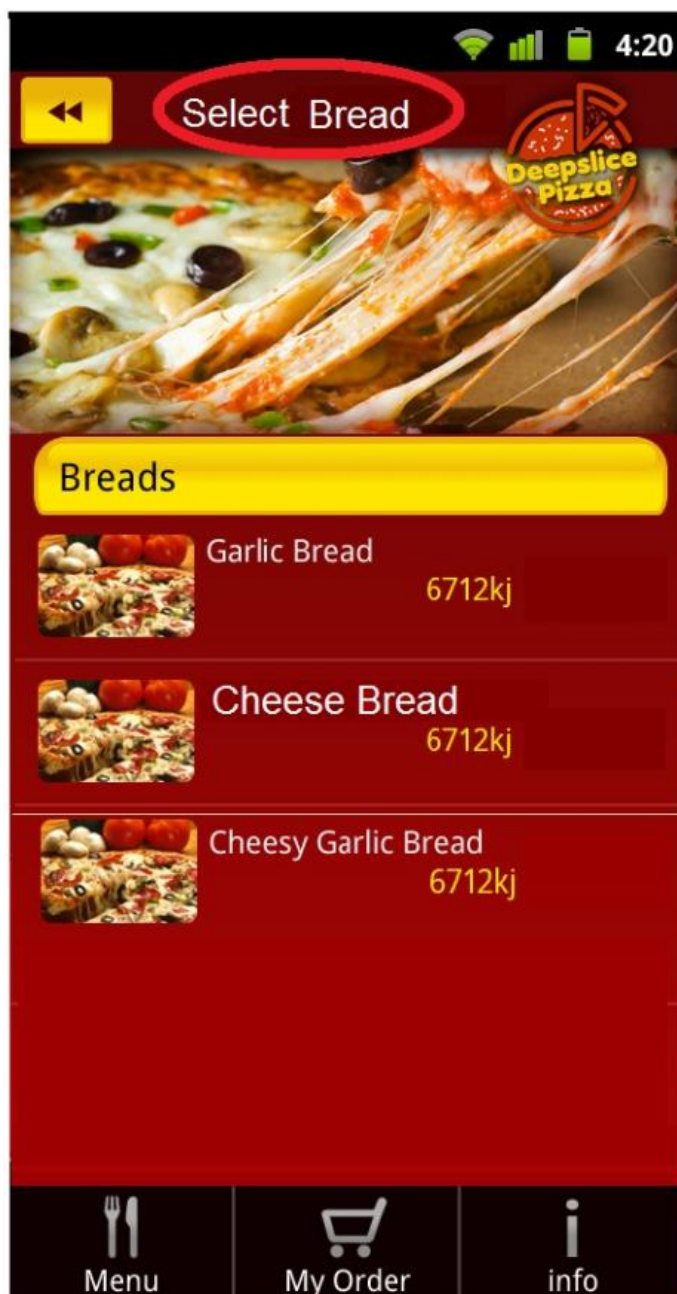 4:20
Select Bread
Deepslice
Pizza
Breads
Garlic Bread
6712kj
Cheese Bread
6712kj
Cheesy Garlic Bread
6712kj
Menu
My Order
info